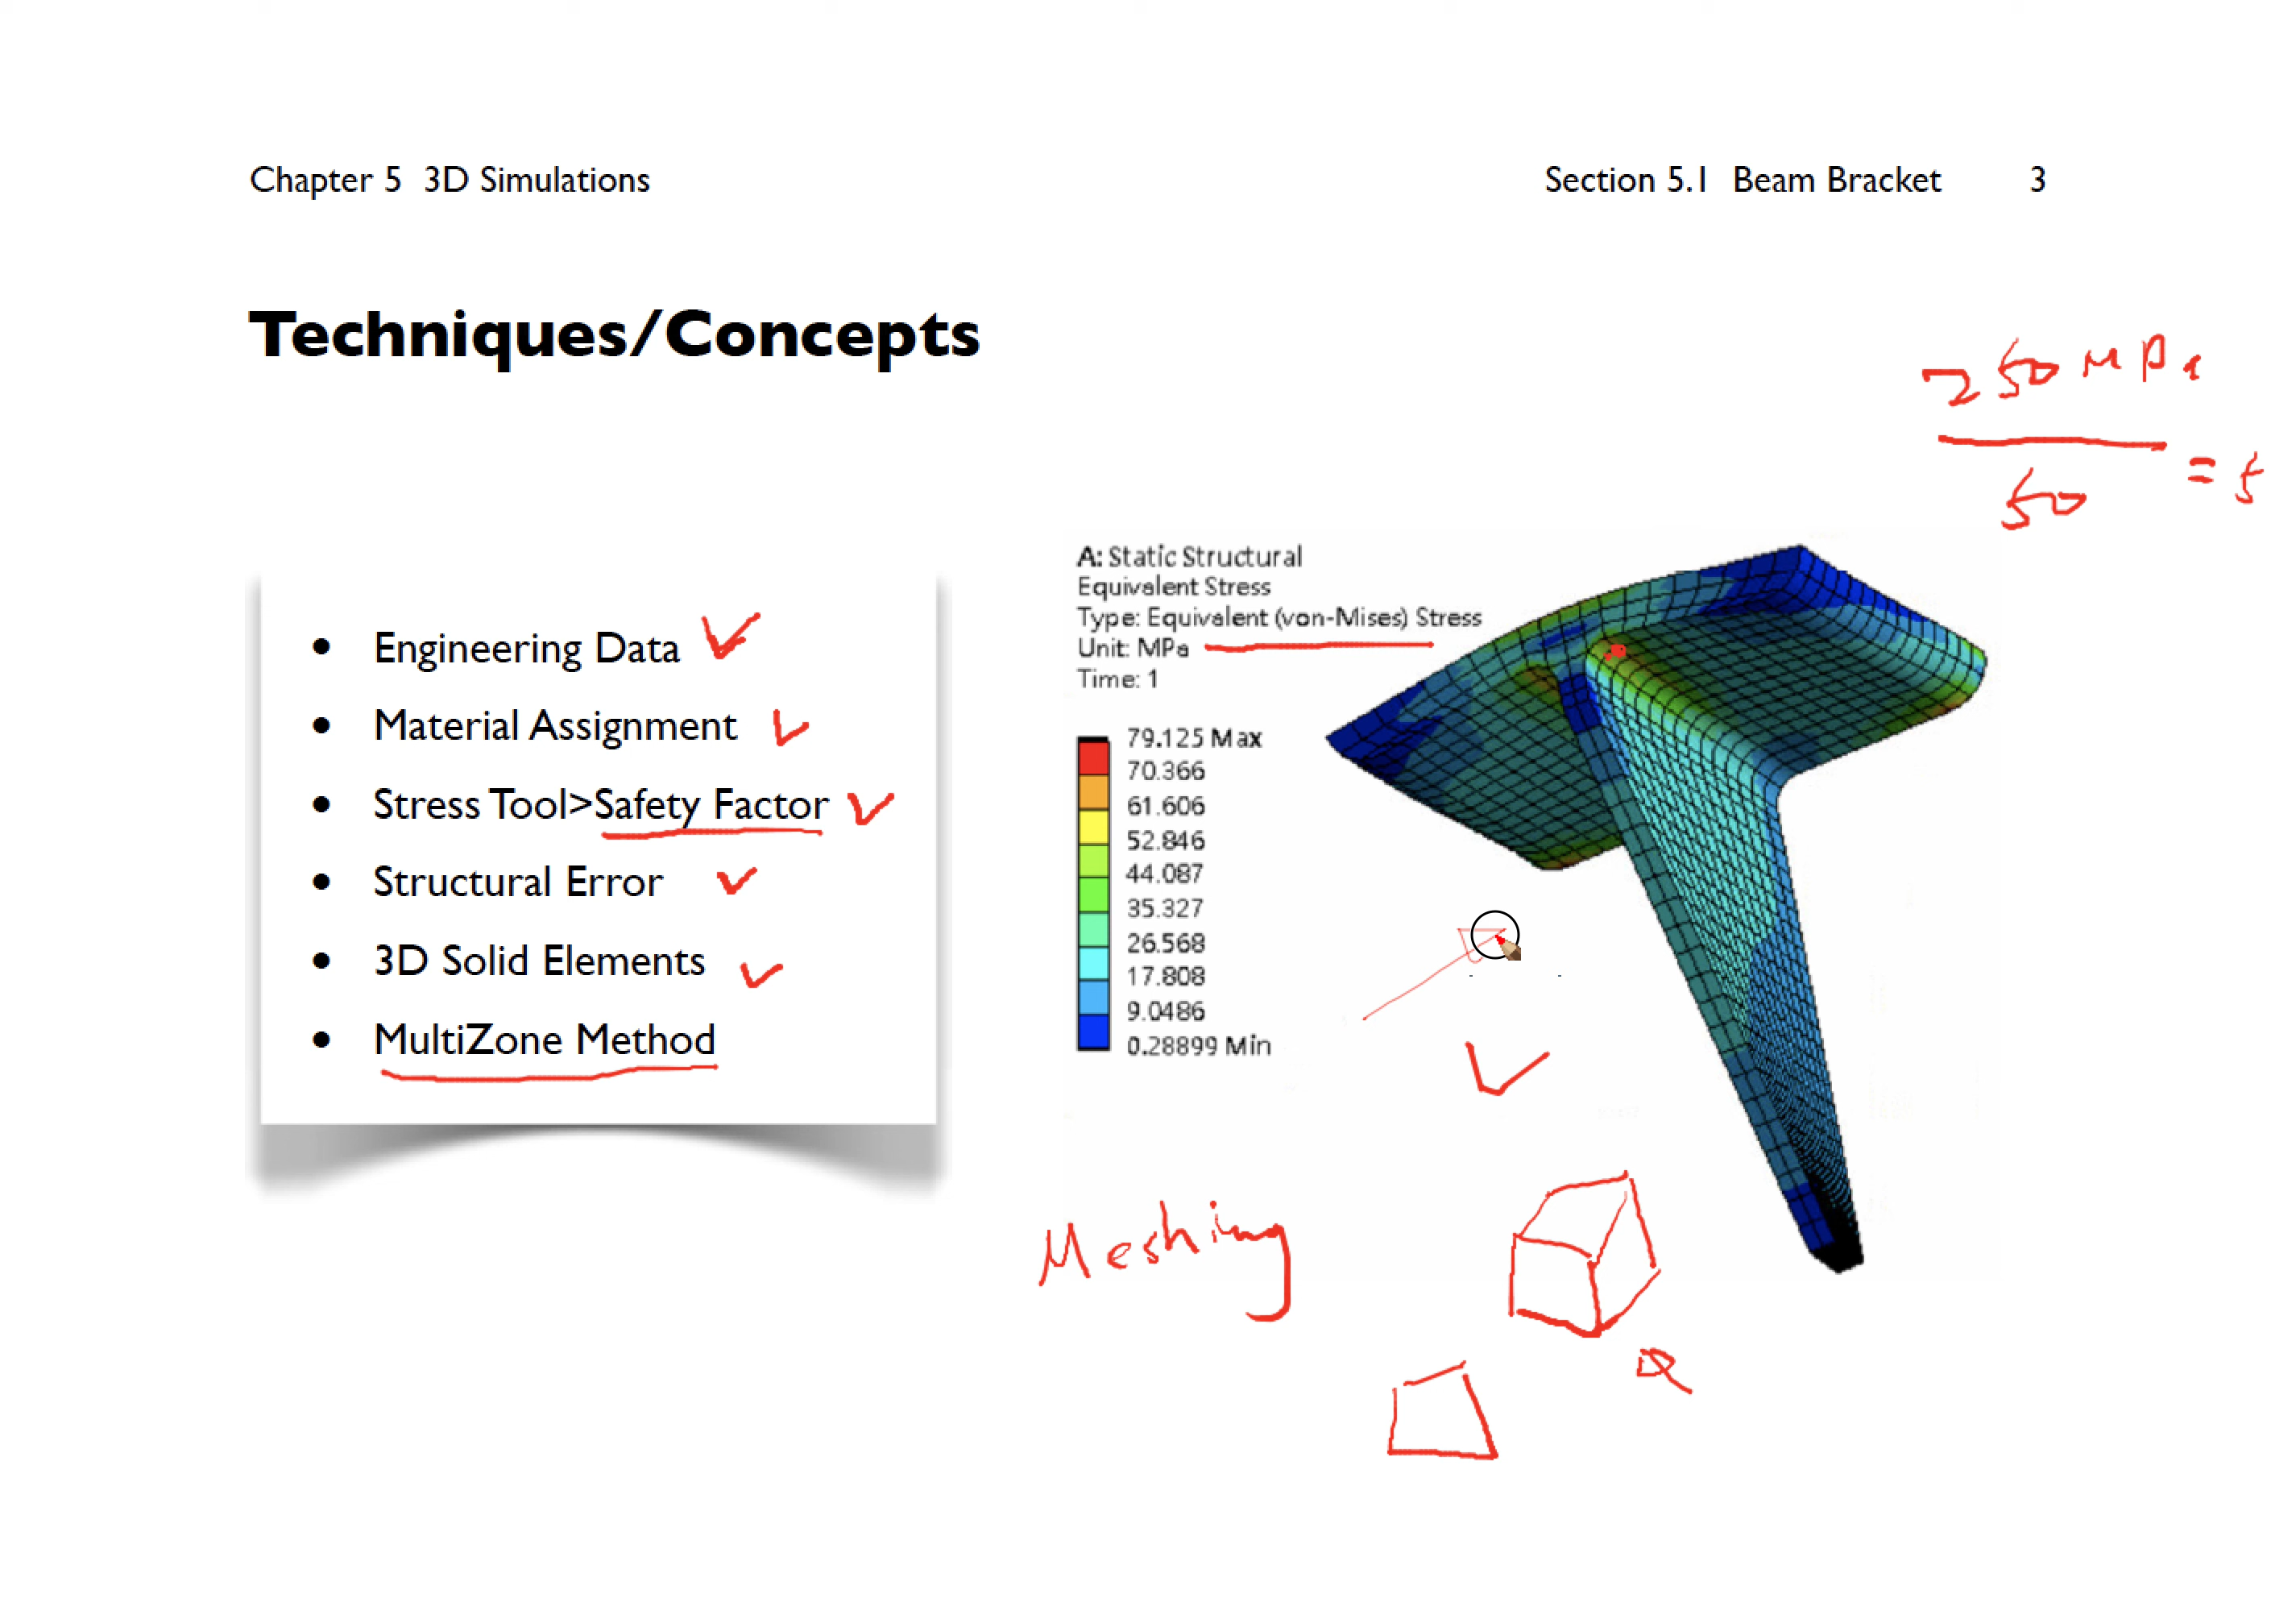 Chapter 5 3D Simulations
Section 5.1 Beam Bracket 3
Techniques/Concepts
250 MPa
50
= 5
• Engineering Data
• Material Assignment
• Stress Tool>Safety Factor
• Structural Error
• 3D Solid Elements
• MultiZone Method
A: Static Structural
Equivalent Stress
Type: Equivalent (von-Mises) Stress
Unit: MPa
Time: 1
79.125 Max
70.366
61.606
52.846
44.087
35.327
26.568
17.808
9.0486
0.28899 Min
Meshing